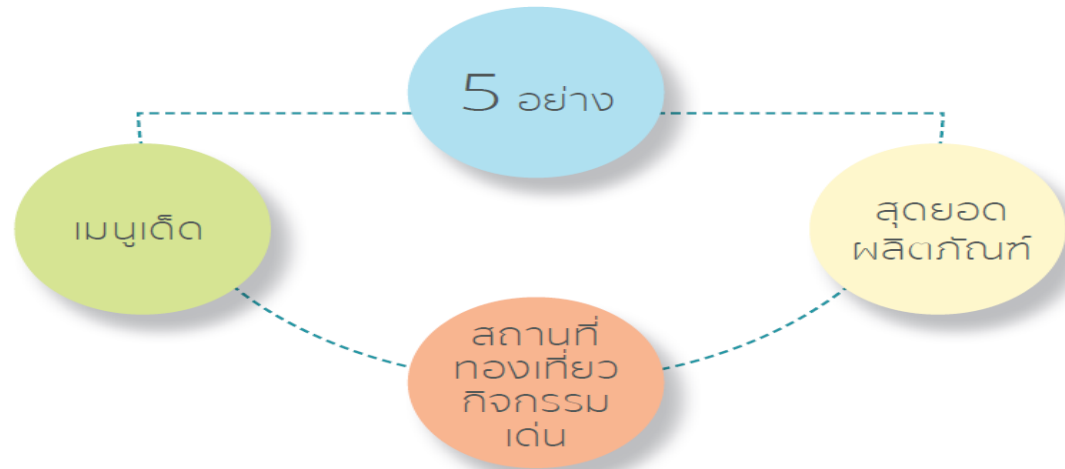 5 อย่าง
เมนูเด็ด
สุดยอด
ผลิตภัณฑ์
สถานที่
ทองเที่ยว
กิจกรรม
เด่น